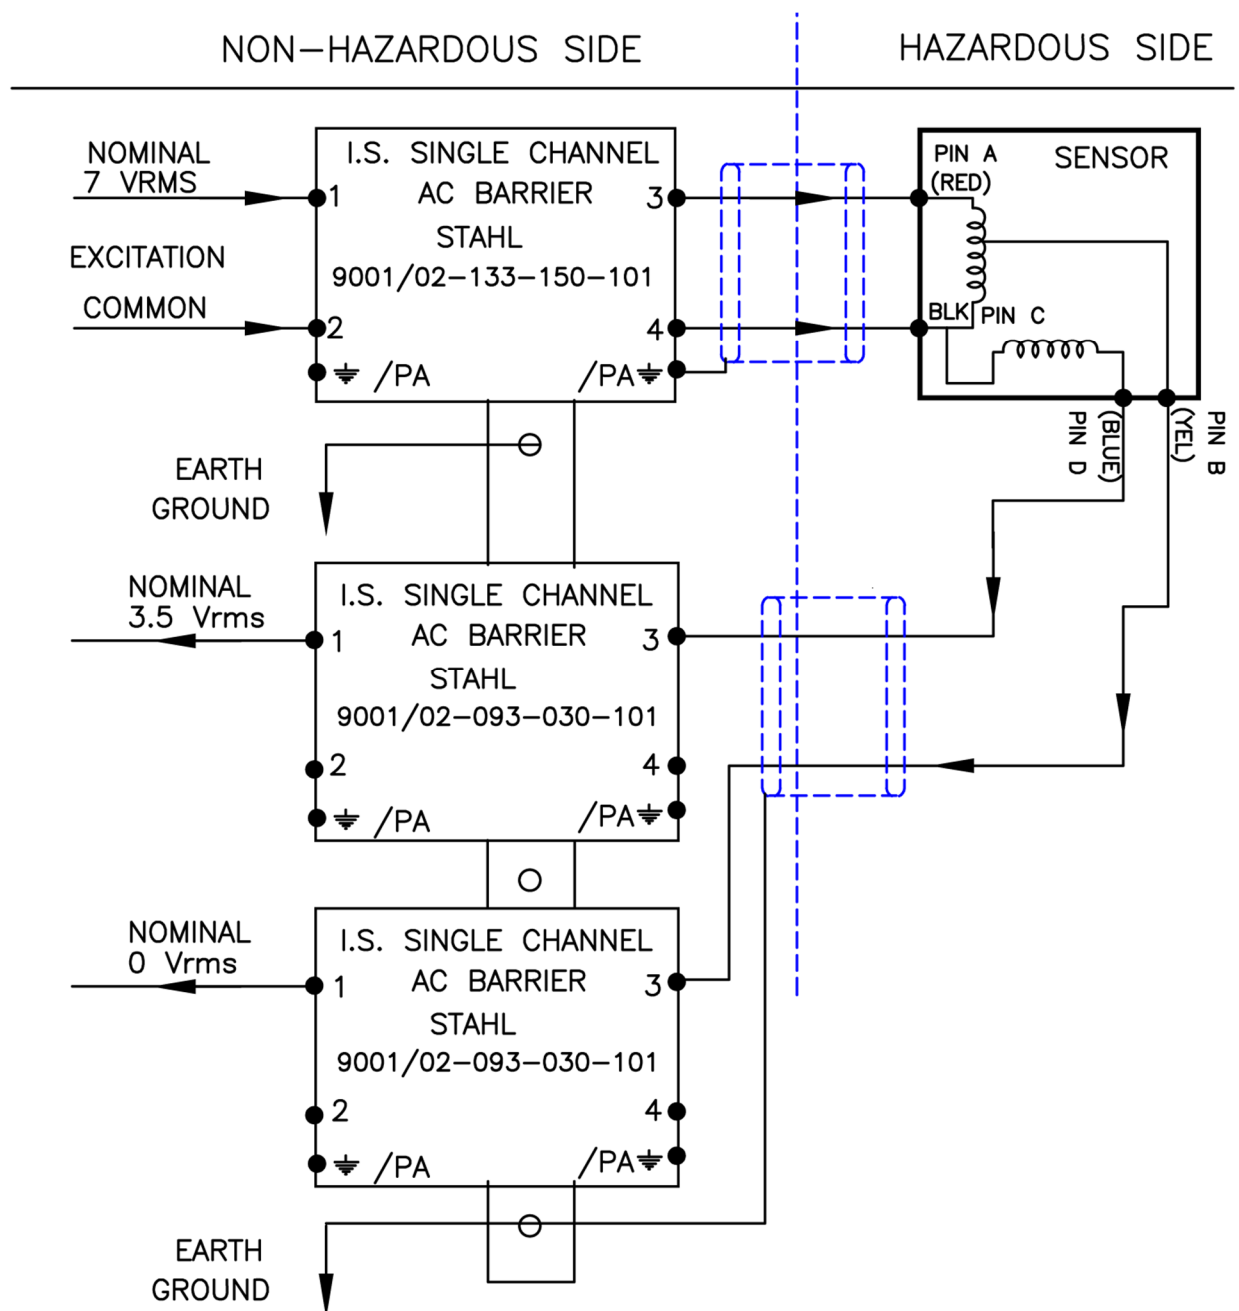 NON-HAZARDOUS SIDE
HAZARDOUS SIDE
NOMINAL
7 VRMS
EXCITATION
COMMON
I.S. SINGLE CHANNEL
AC BARRIER
STAHL
9001/02-133-150-101
1
3
2
4
/PA
/PA
PIN A
(RED)
SENSOR
BLK
PIN C
PIN D
(BLUE)
(YEL)
PIN B
EARTH
GROUND
NOMINAL
3.5 Vrms
I.S. SINGLE CHANNEL
AC BARRIER
STAHL
9001/02-093-030-101
1
3
2
4
/PA
/PA
NOMINAL
0 Vrms
I.S. SINGLE CHANNEL
AC BARRIER
STAHL
9001/02-093-030-101
1
3
2
4
/PA
/PA
EARTH
GROUND